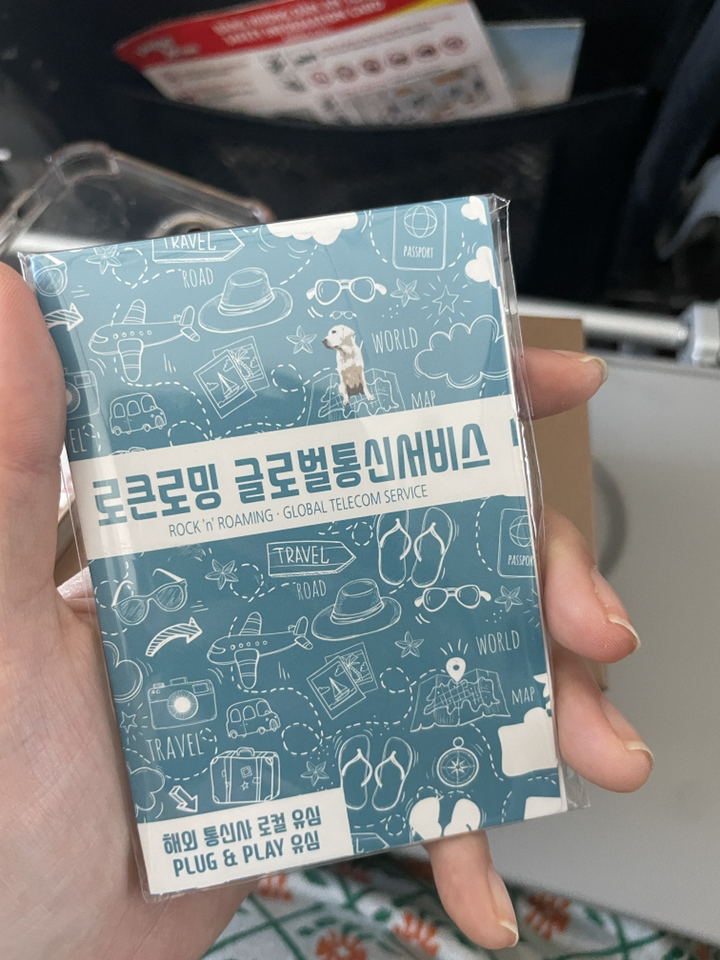 TRAVEL
ROAD
PASSPORT
WORLD
MAP
EL
로큰로밍 글로벌통신서비스
ROCK 'n' ROAMING · GLOBAL TELECOM SERVICE
TRAVEL
ROAD
PASSPOR
WORLD
MAP
TRAVEL
해외 통신사 로컬 유심
PLUG & PLAY 유심